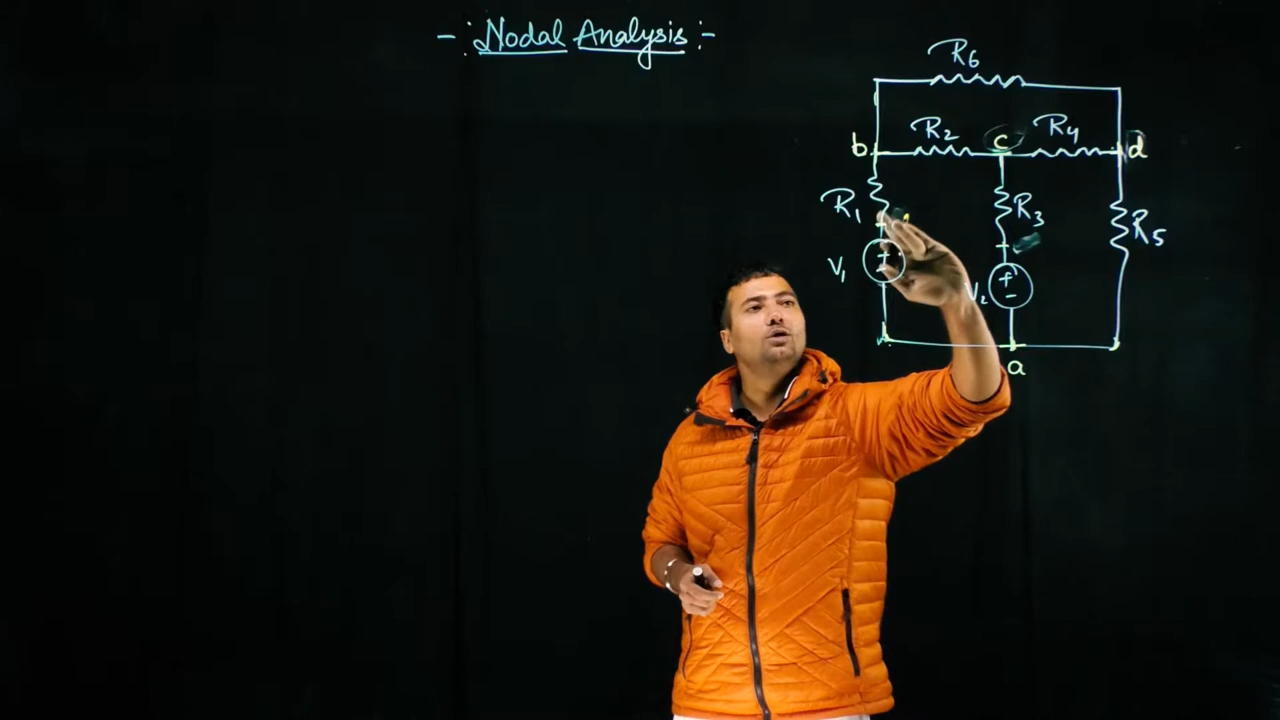 -: Nodal Analysis :-
R6
b R2 c R4 d
R1 R3 R5
V1 + -
V2 + -
a